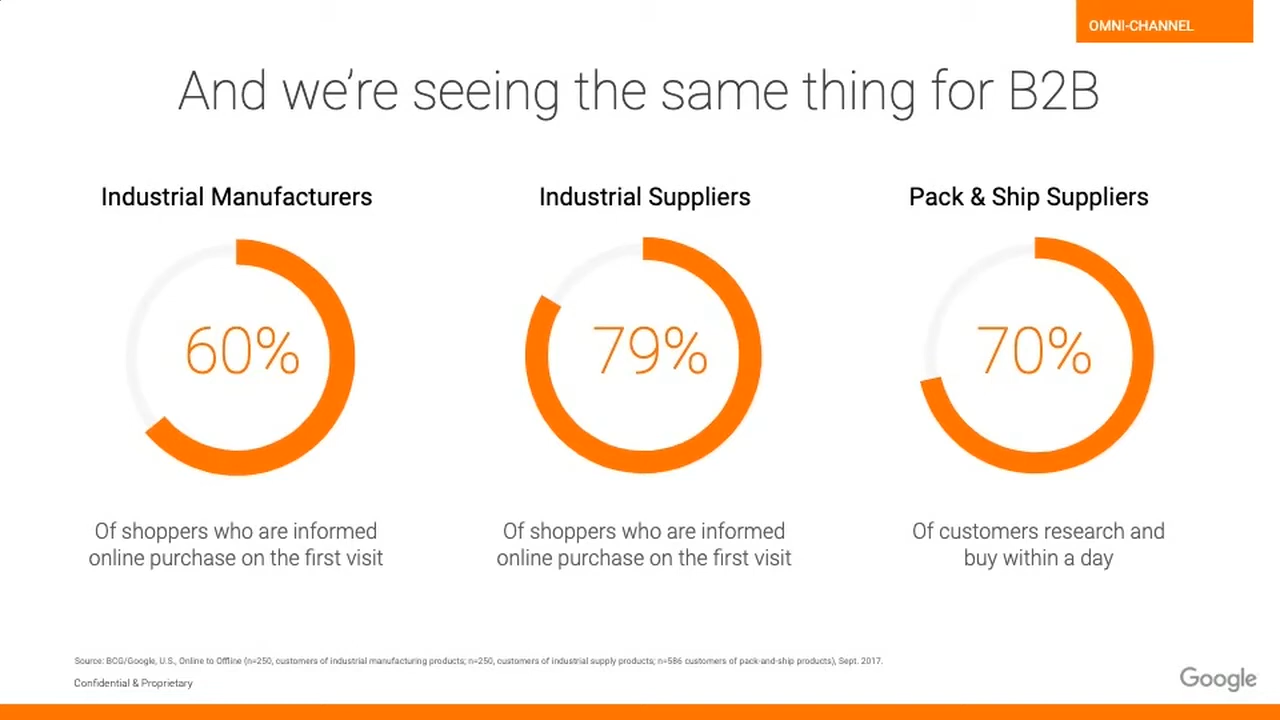 OMNI-CHANNEL
And we're seeing the same thing for B2B
Industrial Manufacturers
60%
Of shoppers who are informed
online purchase on the first visit
Industrial Suppliers
79%
Of shoppers who are informed
online purchase on the first visit
Pack & Ship Suppliers
70%
Of customers research and
buy within a day
Source: BCG/Google, U.S., Online to Offline (n=250, customers of industrial manufacturing products; n=250, customers of industrial supply products; n=586 customers of pack-and-ship products), Sept. 2017.
Confidential & Proprietary
Google